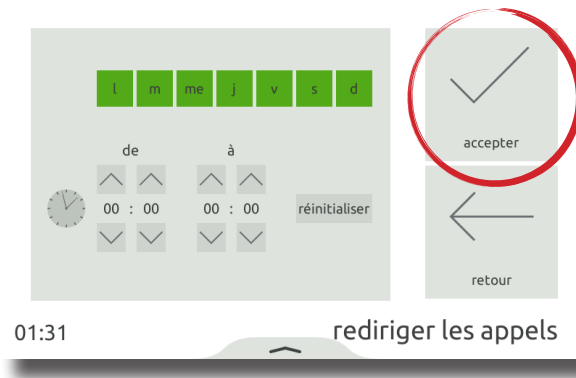 l m me j v s d
accepter
de à
00 : 00 00 : 00 réinitialiser
retour
01:31 rediriger les appels